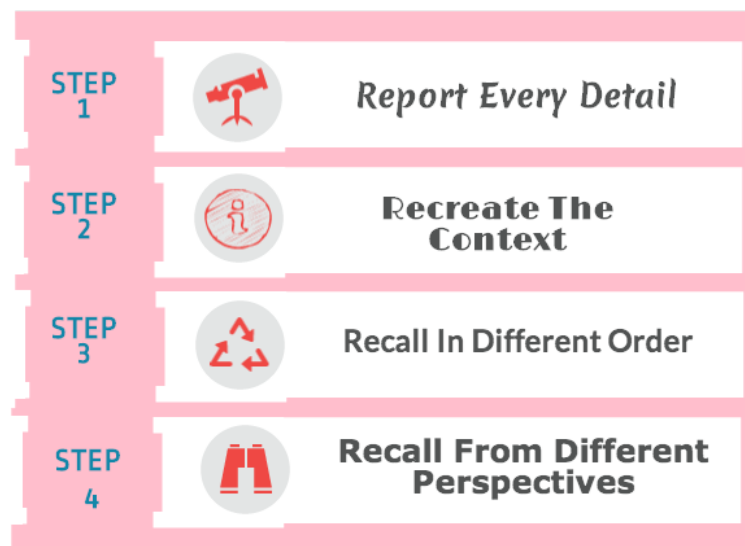 STEP
1
Report Every Detail
STEP
2
Recreate The
Context
STEP
3
Recall In Different Order
STEP
4
Recall From Different
Perspectives